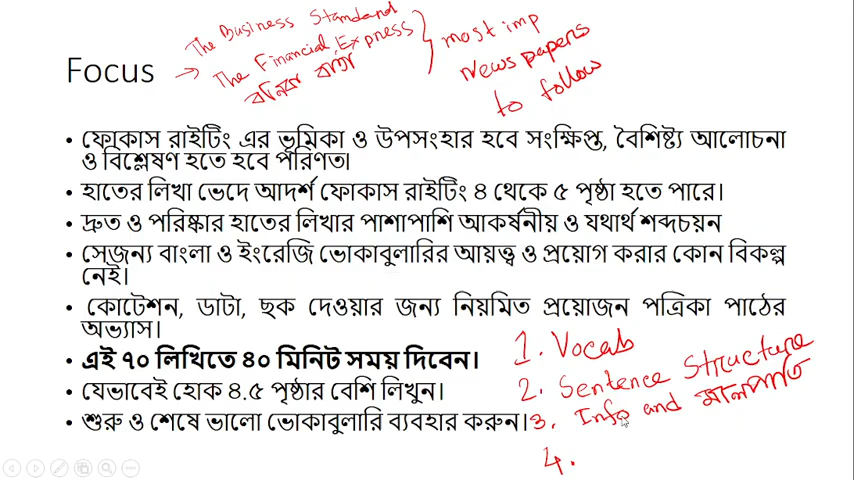 The Business Standard
Focus → The Financial Express
বনিক বার্তা
most imp
News papers
to follow
• ফোকাস রাইটিং এর ভূমিকা ও উপসংহার হবে সংক্ষিপ্ত, বৈশিষ্ট্য আলোচনা
ও বিশ্লেষণ হতে হবে পরিণত।
• হাতের লিখা ভেদে আদর্শ ফোকাস রাইটিং ৪ থেকে ৫ পৃষ্ঠা হতে পারে।
• দ্রুত ও পরিষ্কার হাতের লিখার পাশাপাশি আকর্ষনীয় ও যথার্থ শব্দচয়ন
• সেজন্য বাংলা ও ইংরেজি ভোকাবুলারির আয়ত্ত্ব ও প্রয়োগ করার কোন বিকল্প
নেই।
• কোটেশন, ডাটা, ছক দেওয়ার জন্য নিয়মিত প্রয়োজন পত্রিকা পাঠের
অভ্যাস।
• এই ৭০ লিখিতে ৪০ মিনিট সময় দিবেন।
• যেভাবেই হোক ৪.৫ পৃষ্ঠার বেশি লিখুন।
• শুরু ও শেষে ভালো ভোকাবুলারি ব্যবহার করুন।
1. Vocab
2. Sentence Structure
3. Info and মালপাতি
4.